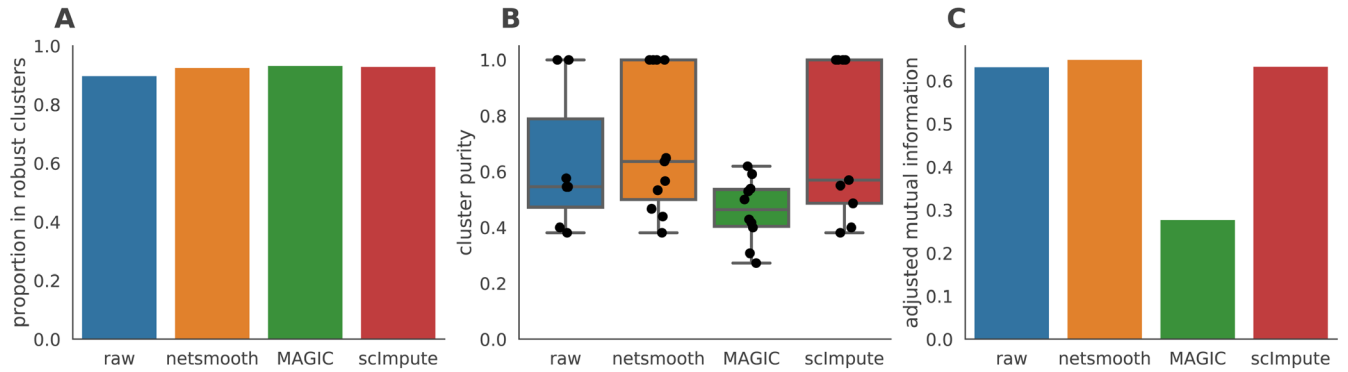 A
proportion in robust clusters
1.0
0.8
0.6
0.4
0.2
0.0
raw netsmooth MAGIC scImpute
B
cluster purity
1.0
0.8
0.6
0.4
0.2
0.0
raw netsmooth MAGIC scImpute
C
adjusted mutual information
0.6
0.5
0.4
0.3
0.2
0.1
0.0
raw netsmooth MAGIC scImpute